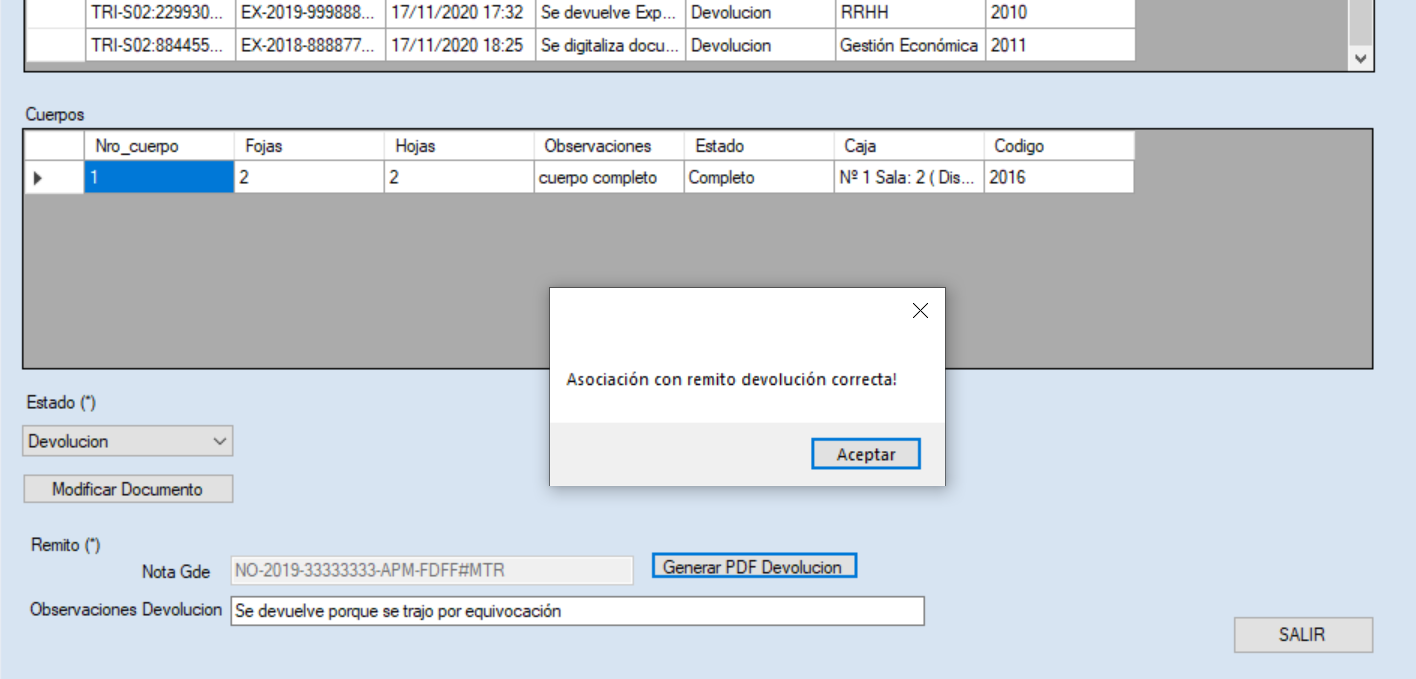 TRI-S02:229930... EX-2019-999888... 17/11/2020 17:32 Se devuelve Exp... Devolucion RRHH 2010
TRI-S02:884455... EX-2018-888877... 17/11/2020 18:25 Se digitaliza docu... Devolucion Gestión Económica 2011
Cuerpos
Nro_cuerpo Fojas Hojas Observaciones Estado Caja Codigo
1 2 2 cuerpo completo Completo Nº 1 Sala: 2 ( Dis... 2016
Asociación con remito devolución correcta!
Aceptar
Estado (*)
Devolucion
Modificar Documento
Remito (*)
Nota Gde NO-2019-33333333-APM-FDFF#MTR Generar PDF Devolucion
Observaciones Devolucion Se devuelve porque se trajo por equivocación
SALIR